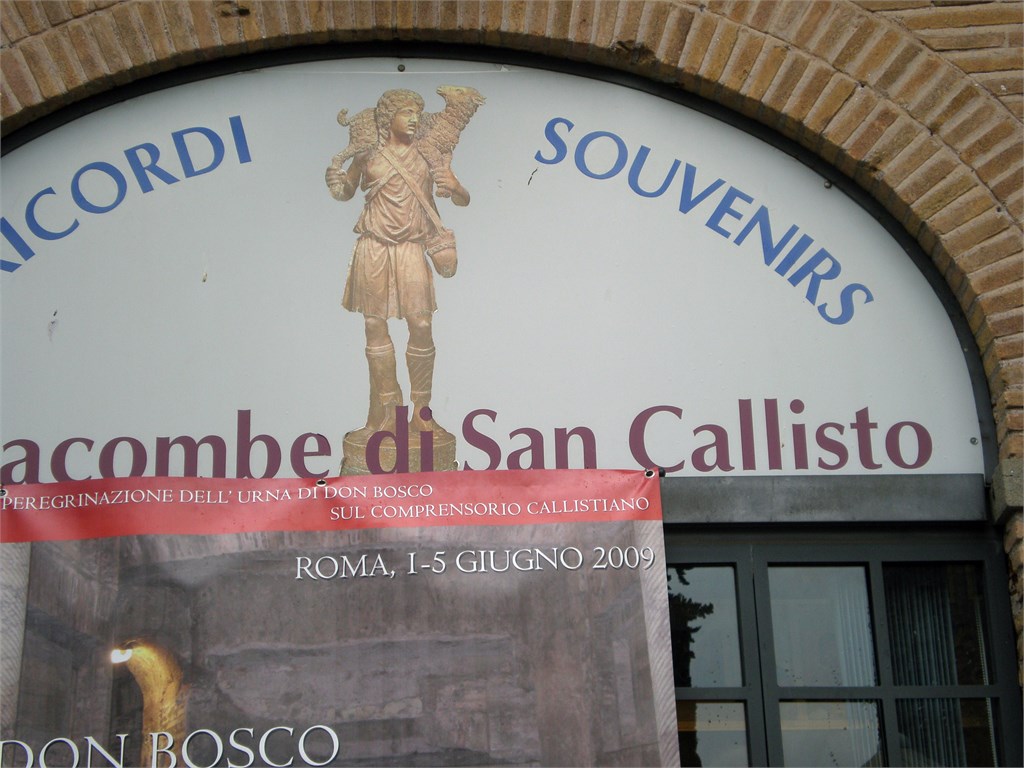 RICORDI
SOUVENIRS
acombe di San Callisto
PEREGRINAZIONE DELL' URNA DI DON BOSCO
SUL COMPRENSORIO CALLISTIANO
ROMA, 1-5 GIUGNO 2009
DON BOSCO